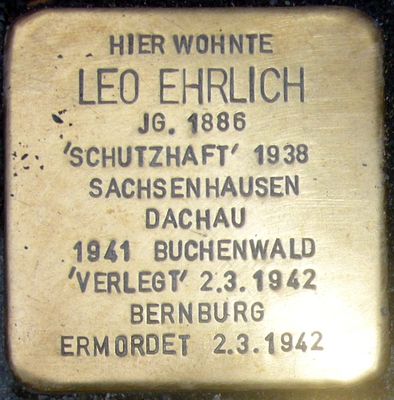 HIER WOHNTE
LEO EHRLICH
JG. 1886
'SCHUTZHAFT' 1938
SACHSENHAUSEN
DACHAU
1941 BUCHENWALD
'VERLEGT' 2.3.1942
BERNBURG
ERMORDET 2.3.1942